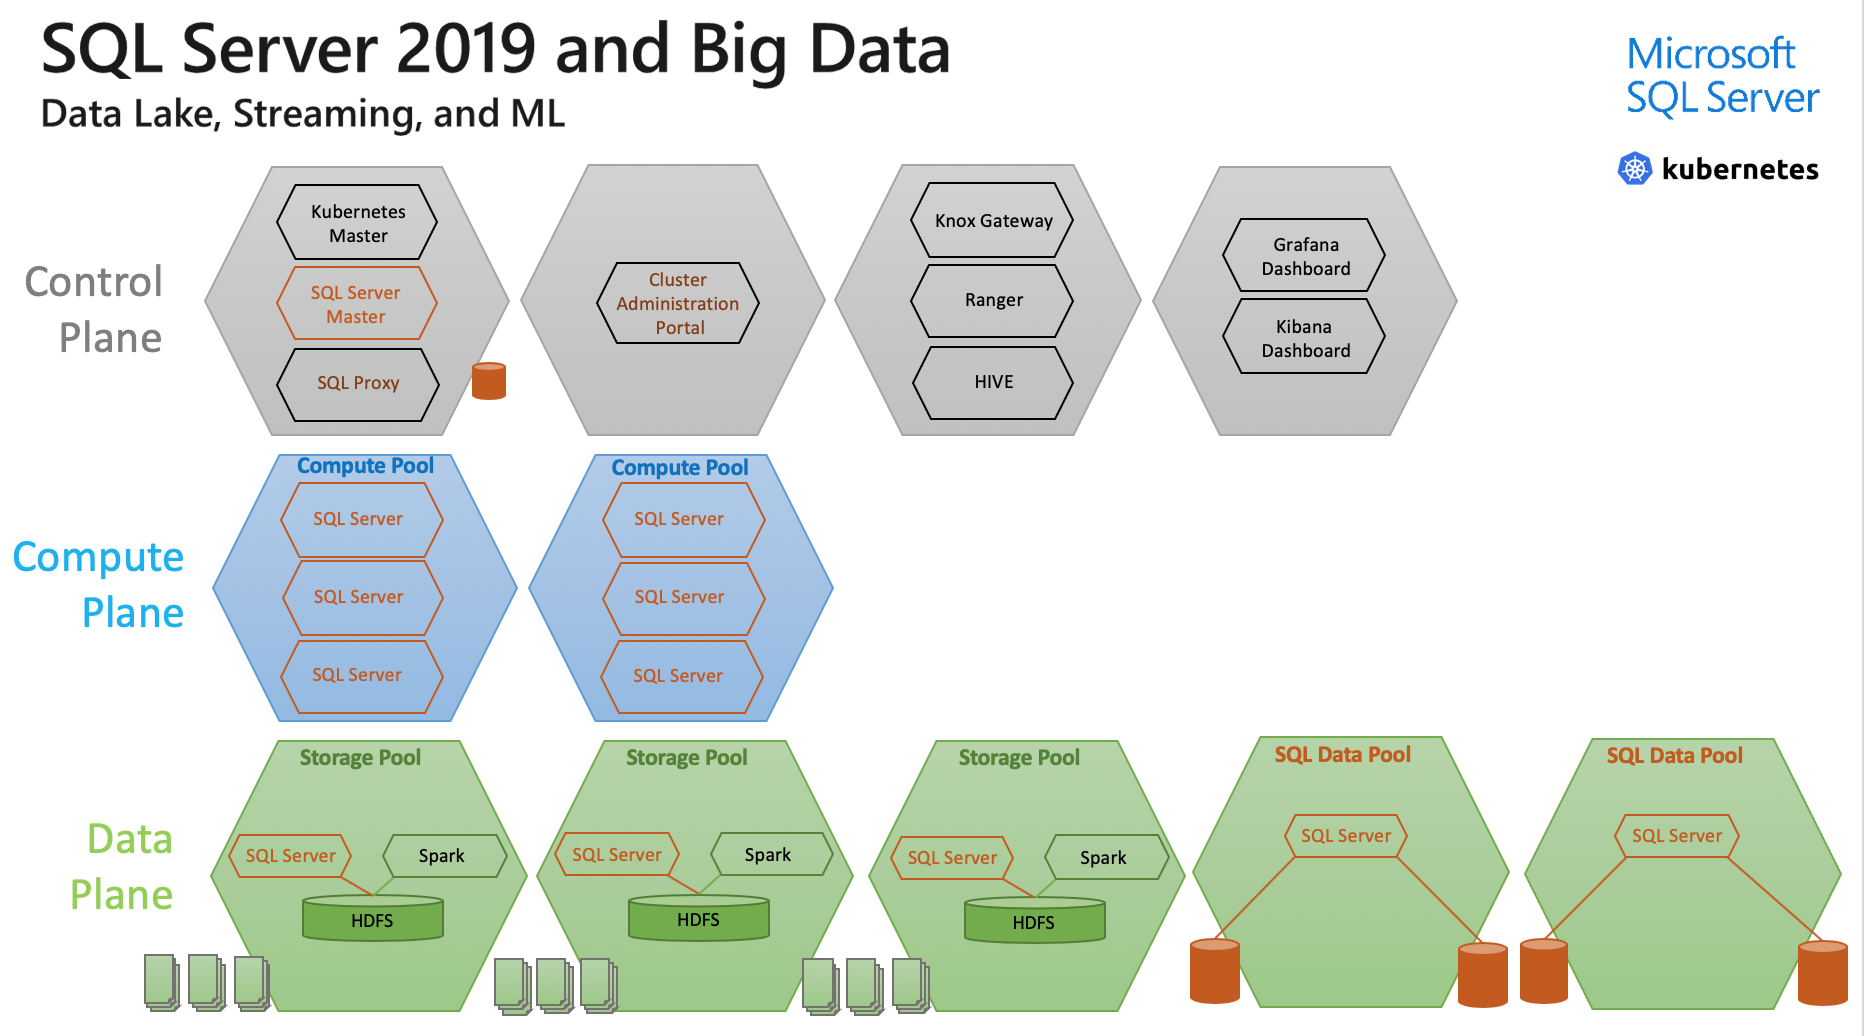 SQL Server 2019 and Big Data
Data Lake, Streaming, and ML
Microsoft
SQL Server
kubernetes
Control
Plane
Kubernetes
Master
SQL Server
Master
SQL Proxy
Cluster
Administration
Portal
Knox Gateway
Ranger
HIVE
Grafana
Dashboard
Kibana
Dashboard
Compute
Plane
Compute Pool
SQL Server
SQL Server
SQL Server
Compute Pool
SQL Server
SQL Server
SQL Server
Data
Plane
Storage Pool
SQL Server
Spark
HDFS
Storage Pool
SQL Server
Spark
HDFS
Storage Pool
SQL Server
Spark
HDFS
SQL Data Pool
SQL Server
SQL Data Pool
SQL Server